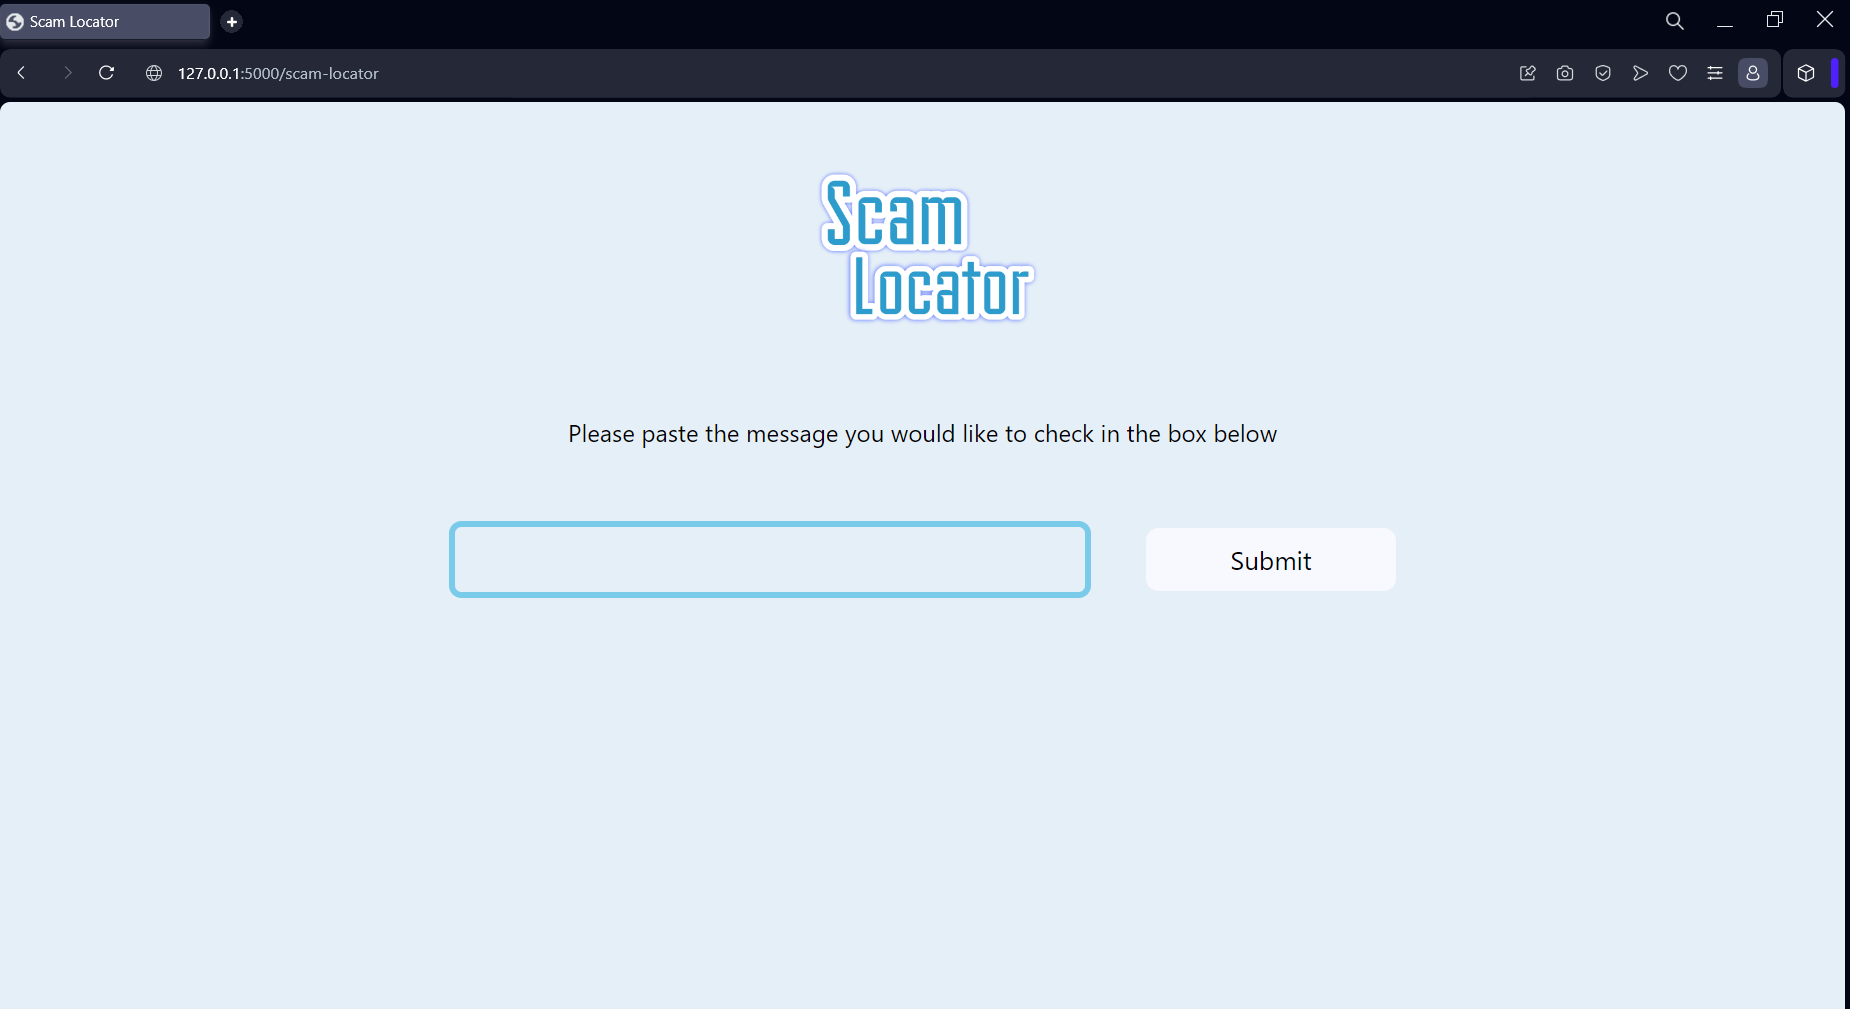 Scam Locator
127.0.0.1:5000/scam-locator
Scam
Locator
Please paste the message you would like to check in the box below
Submit